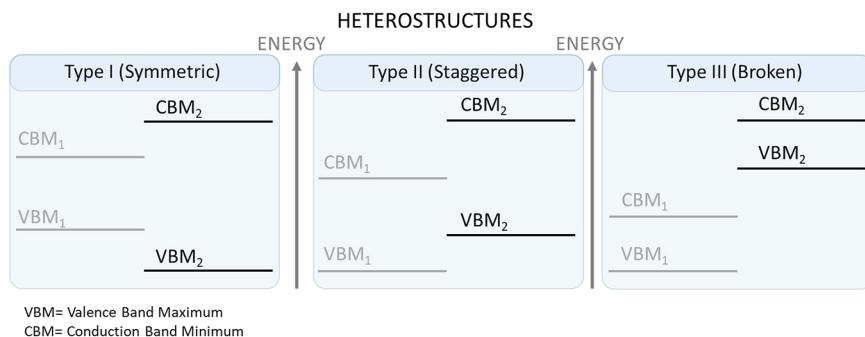 HETEROSTRUCTURES
ENERGY
ENERGY
Type I (Symmetric)
CBM₂
CBM₁
VBM₁
VBM₂
Type II (Staggered)
CBM₂
CBM₁
VBM₂
VBM₁
Type III (Broken)
CBM₂
VBM₂
CBM₁
VBM₁
VBM= Valence Band Maximum
CBM= Conduction Band Minimum